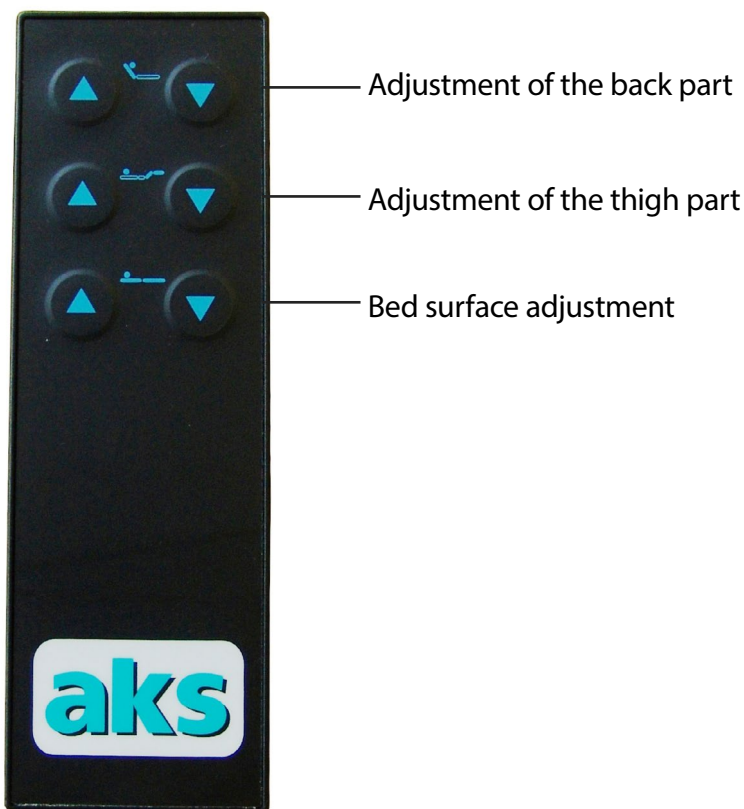 Adjustment of the back part
Adjustment of the thigh part
Bed surface adjustment
aks